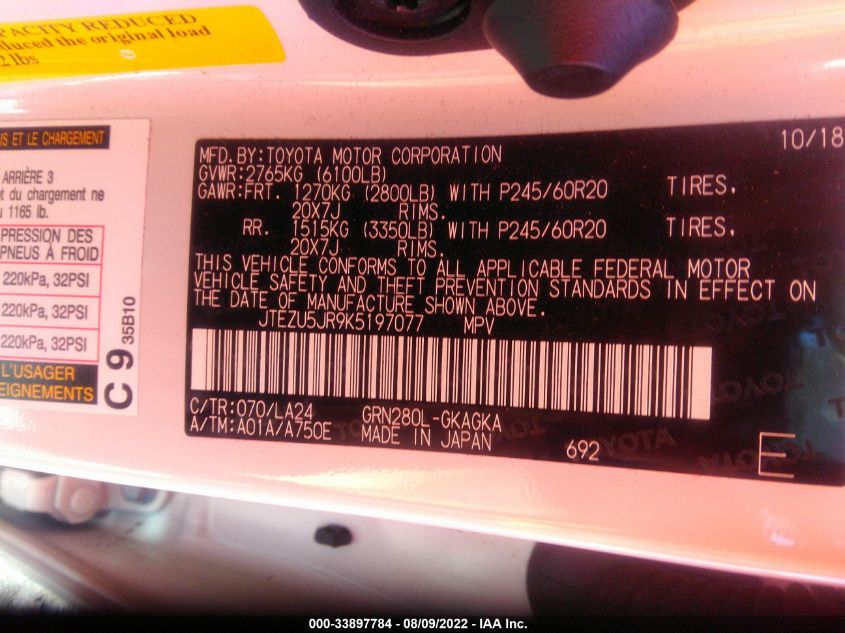 PACITY REDUCED
duced the original load
2 lbs
IS ET LE CHARGEMENT
ARRIÈRE 3
t du chargement ne
u 1165 lb.
PRESSION DES
PNEUS À FROID
220kPa, 32PSI
220kPa, 32PSI
220kPa, 32PSI
L'USAGER
EIGNEMENTS
C 9
35B10
10/18
MFD.BY:TOYOTA MOTOR CORPORATION
GVWR:2765KG (6100LB)
GAWR:FRT. 1270KG (2800LB) WITH P245/60R20 TIRES,
20X7J RIMS.
RR. 1515KG (3350LB) WITH P245/60R20 TIRES,
20X7J RIMS.
THIS VEHICLE CONFORMS TO ALL APPLICABLE FEDERAL MOTOR
VEHICLE SAFETY AND THEFT PREVENTION STANDARDS IN EFFECT ON
THE DATE OF MANUFACTURE SHOWN ABOVE.
JTEZU5JR9K5197077 MPV
C/TR:070/LA24 GRN280L-GKAGKA
A/TM:A01A/A750E MADE IN JAPAN
692
E
000-33897784 - 08/09/2022 - IAA Inc.